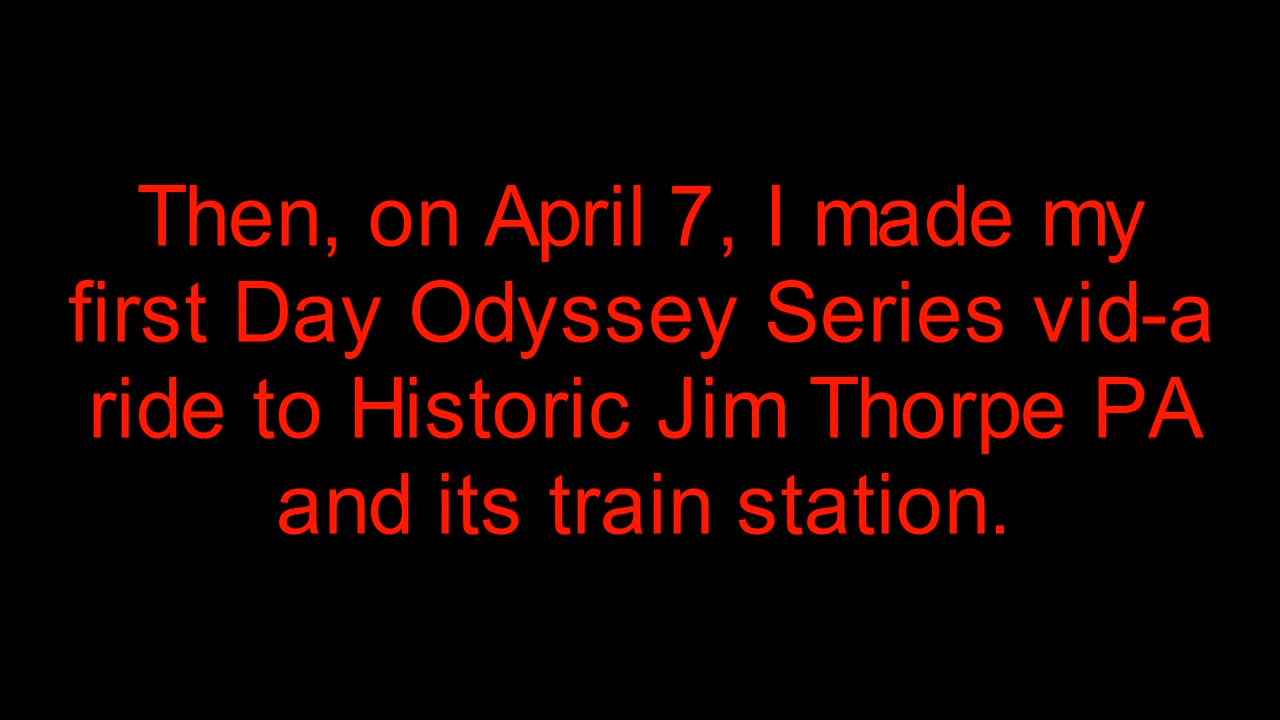 Then, on April 7, I made my
first Day Odyssey Series vid-a
ride to Historic Jim Thorpe PA
and its train station.